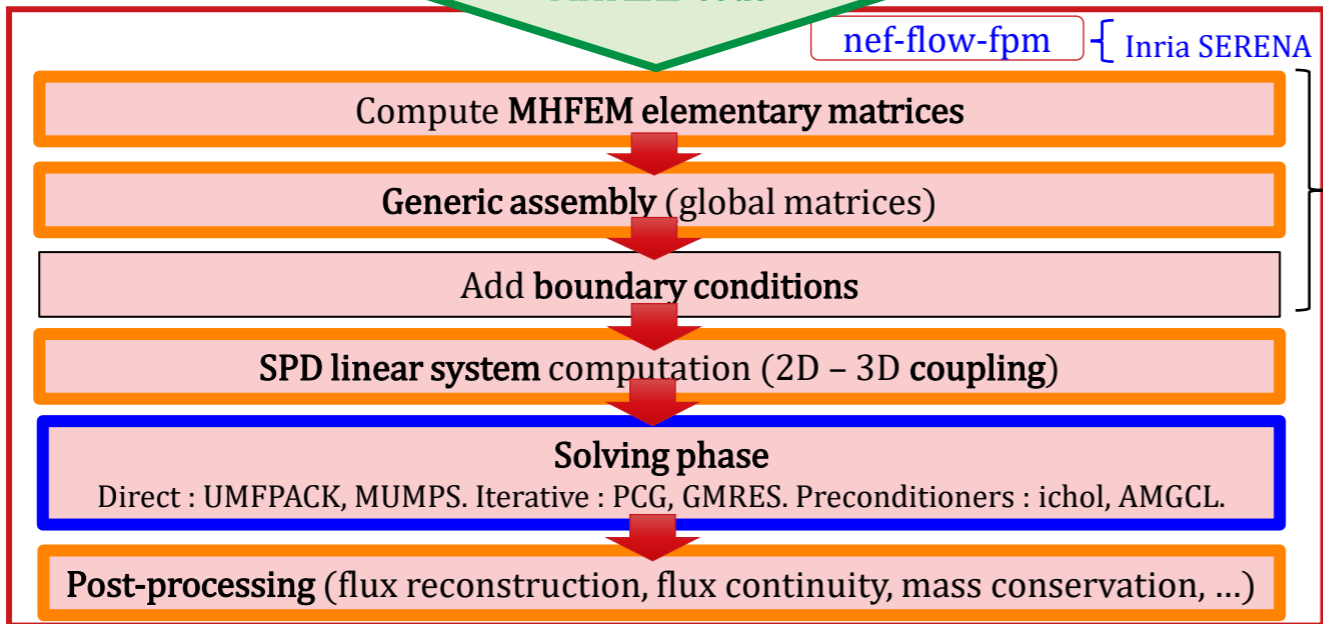 nef-flow-fpm
Inria SERENA
Compute MHFEM elementary matrices
Generic assembly (global matrices)
Add boundary conditions
SPD linear system computation (2D – 3D coupling)
Solving phase
Direct : UMFPACK, MUMPS. Iterative : PCG, GMRES. Preconditioners : ichol, AMGCL.
Post-processing (flux reconstruction, flux continuity, mass conservation, ...)